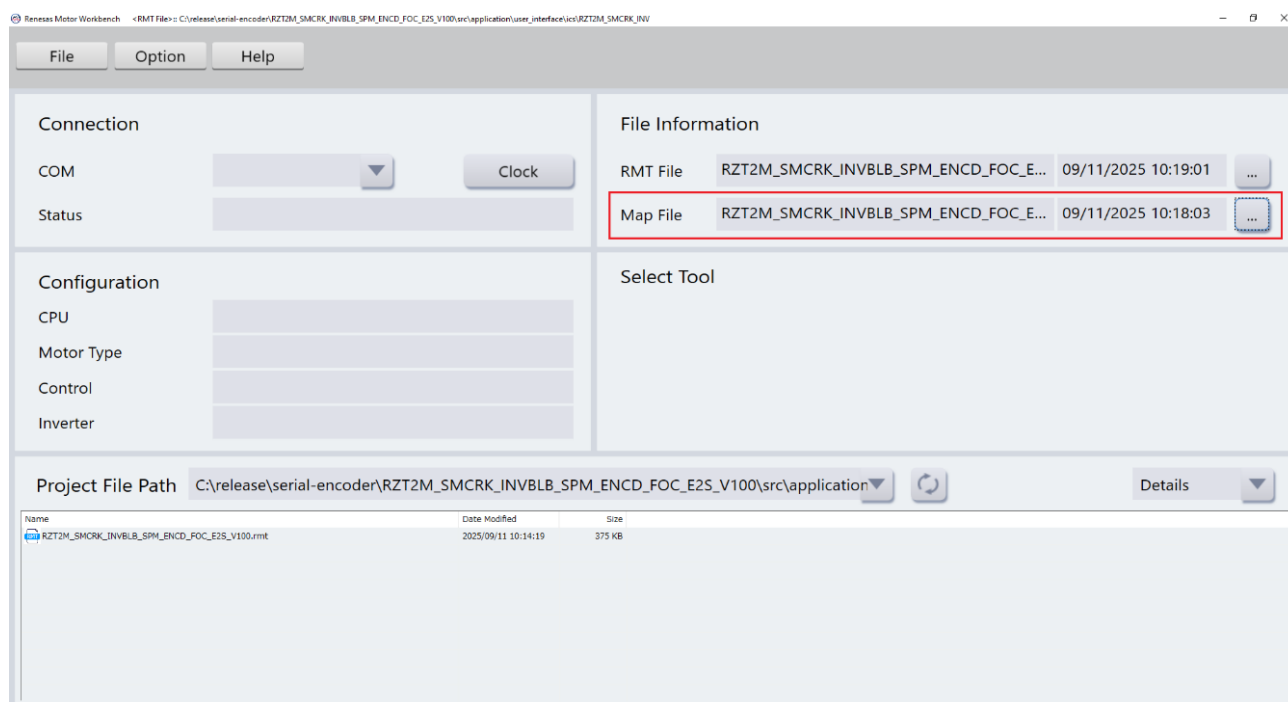 Renesas Motor Workbench <RMT File>:: C:\release\serial-encoder\RZT2M_SMCRK_INVBLB_SPM_ENCD_FOC_E2S_V100\src\application\user_interface\ics\RZT2M_SMCRK_INV
File Option Help
Connection
COM Clock
Status
File Information
RMT File RZT2M_SMCRK_INVBLB_SPM_ENCD_FOC_E... 09/11/2025 10:19:01 ...
Map File RZT2M_SMCRK_INVBLB_SPM_ENCD_FOC_E... 09/11/2025 10:18:03 ...
Configuration
CPU
Motor Type
Control
Inverter
Select Tool
Project File Path C:\release\serial-encoder\RZT2M_SMCRK_INVBLB_SPM_ENCD_FOC_E2S_V100\src\application Details
Name Date Modified Size
RMT RZT2M_SMCRK_INVBLB_SPM_ENCD_FOC_E2S_V100.rmt 2025/09/11 10:14:19 375 KB